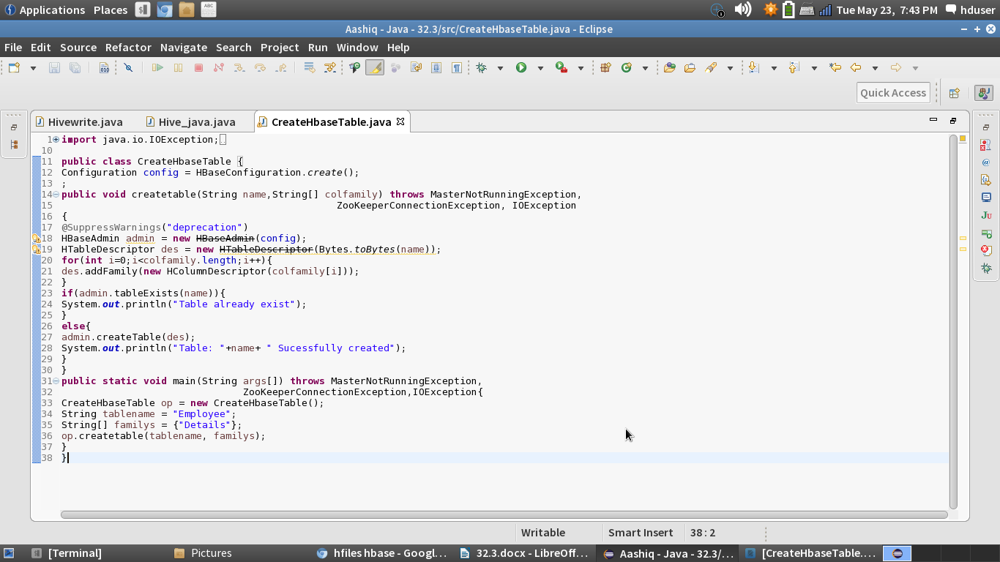 Applications Places Tue May 23, 7:43 PM hduser
Aashiq - Java - 32.3/src/CreateHbaseTable.java - Eclipse
File Edit Source Refactor Navigate Search Project Run Window Help
Quick Access
Hivewrite.java Hive_java.java CreateHbaseTable.java
1 import java.io.IOException;
10
11 public class CreateHbaseTable {
12 Configuration config = HBaseConfiguration.create();
13 ;
14 public void createtable(String name,String[] colfamily) throws MasterNotRunningException,
15 ZooKeeperConnectionException, IOException
16 {
17 @SuppressWarnings("deprecation")
18 HBaseAdmin admin = new HBaseAdmin(config);
19 HTableDescriptor des = new HTableDescriptor(Bytes.toBytes(name));
20 for(int i=0;i<colfamily.length;i++){
21 des.addFamily(new HColumnDescriptor(colfamily[i]));
22 }
23 if(admin.tableExists(name)){
24 System.out.println("Table already exist");
25 }
26 else{
27 admin.createTable(des);
28 System.out.println("Table: "+name+ " Sucessfully created");
29 }
30 }
31 public static void main(String args[]) throws MasterNotRunningException,
32 ZooKeeperConnectionException,IOException{
33 CreateHbaseTable op = new CreateHbaseTable();
34 String tablename = "Employee";
35 String[] familys = {"Details"};
36 op.createtable(tablename, familys);
37 }
38 }
Writable Smart Insert 38 : 2
[Terminal] Pictures hfiles hbase - Googl... 32.3.docx - LibreOff... Aashiq - Java - 32.3/... [CreateHbaseTable....